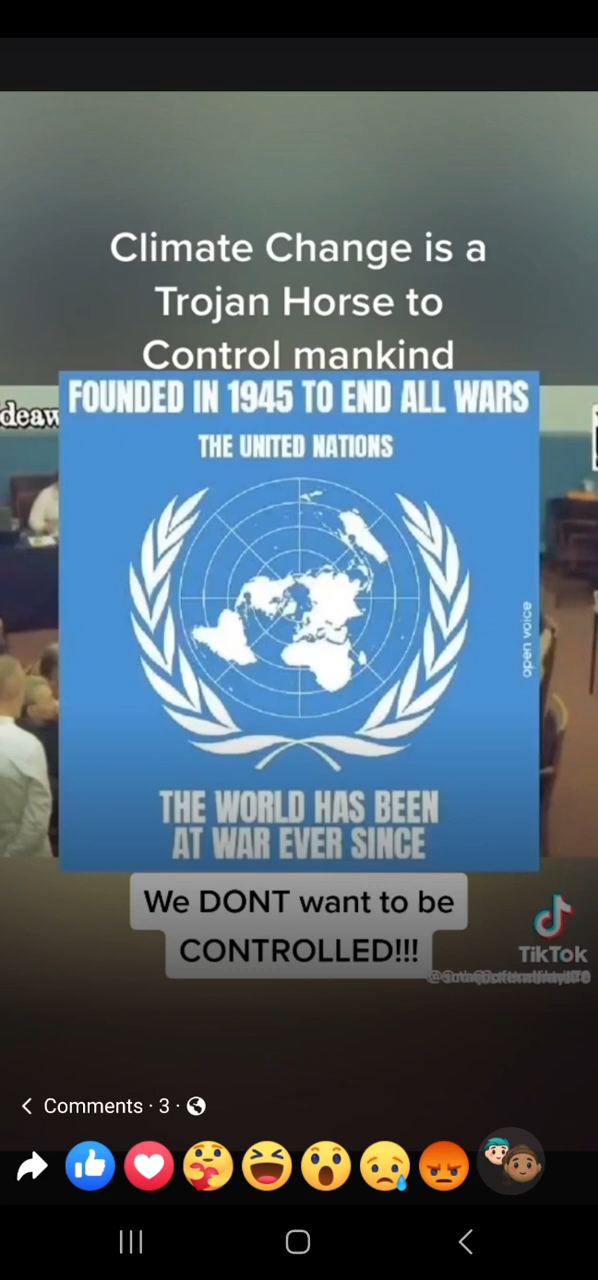 Climate Change is a
Trojan Horse to
Control mankind
deaw
FOUNDED IN 1945 TO END ALL WARS
THE UNITED NATIONS
open voice
THE WORLD HAS BEEN
AT WAR EVER SINCE
We DONT want to be
CONTROLLED!!!
TikTok
Comments · 3 ·